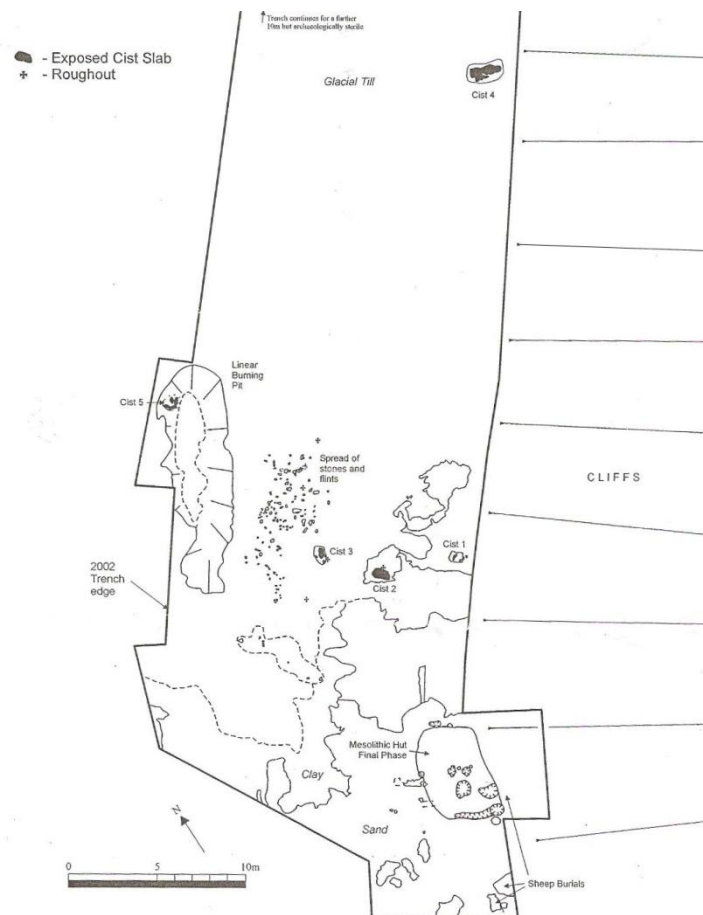 Trench continues for a further
10m but archaeologically sterile
- Exposed Cist Slab
- Roughout
Glacial Till
Cist 4
Linear
Burning
Pit
Cist 5
Spread of
stones and
flints
CLIFFS
Cist 3
Cist 1
Cist 2
2002
Trench
edge
Mesolithic Hut
Final Phase
Clay
Sand
N
0 5 10m
Sheep Burials